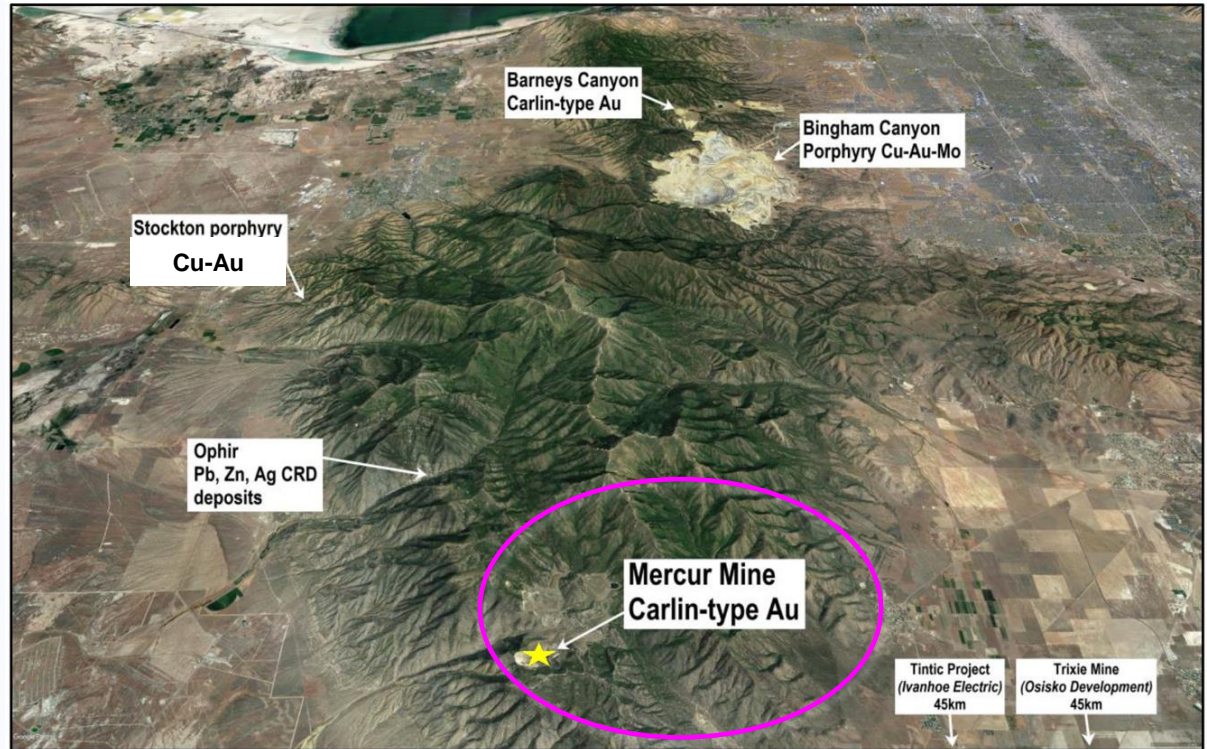 Barneys Canyon
Carlin-type Au
Bingham Canyon
Porphyry Cu-Au-Mo
Stockton porphyry
Cu-Au
Ophir
Pb, Zn, Ag CRD
deposits
Mercur Mine
Carlin-type Au
Tintic Project
(Ivanhoe Electric)
45km
Trixie Mine
(Osisko Development)
45km